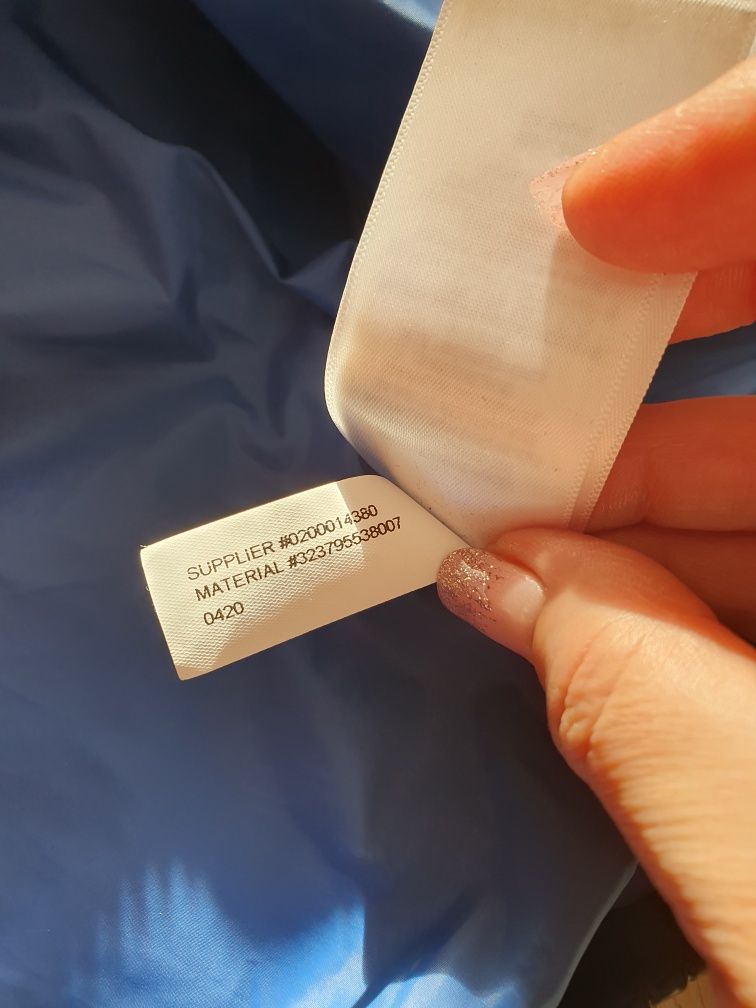 SUPPLIER #0200014380
MATERIAL #323795538007
0420